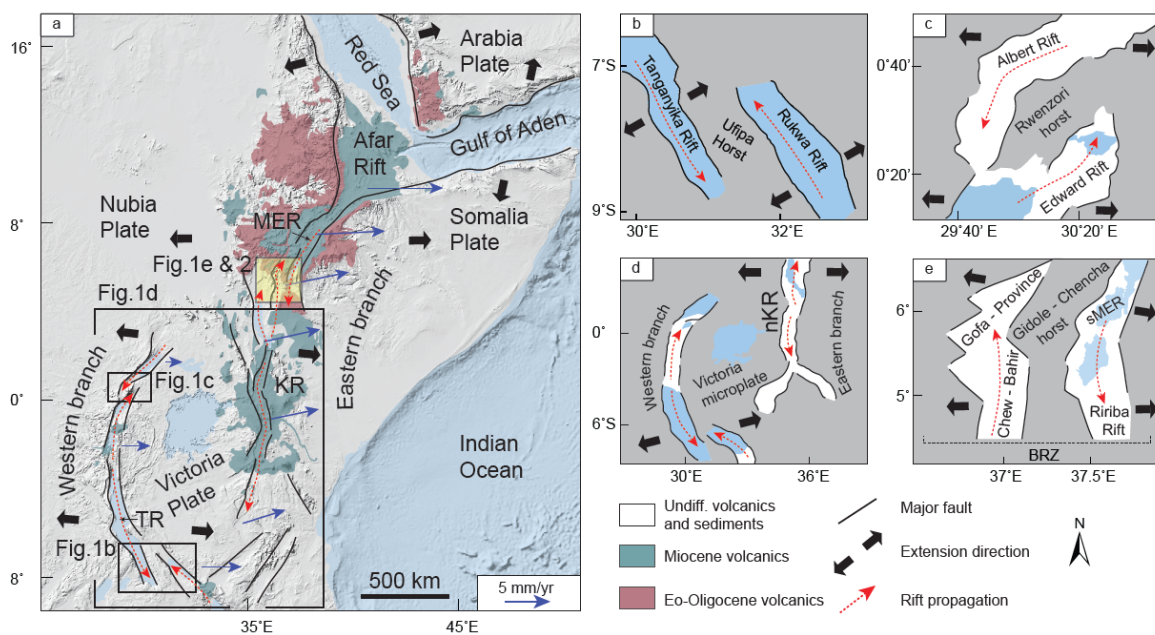 a
16°
8°
0°
8°
35°E
45°E
Red Sea
Arabia
Plate
Gulf of Aden
Afar
Rift
Nubia
Plate
MER
Somalia
Plate
Fig.1e & 2
Fig.1d
Eastern branch
Western branch
Fig.1c
KR
Victoria
Plate
Indian
Ocean
TR
Fig.1b
500 km
5 mm/yr
b
7°S
9°S
30°E
32°E
Tanganyika Rift
Ufipa
Horst
Rukwa Rift
c
0°40'
0°20'
29°40'
30°20'
Albert Rift
Rwenzori
horst
Edward Rift
d
0°
6°S
30°E
36°E
Western branch
Victoria
microplate
nKR
Eastern branch
e
6°
5°
37°
37.5°
Gofa - Province
Gidole - Chencha
horst
sMER
Chew - Bahir
Ririba
Rift
BRZ
Undiff. volcanics
and sediments
Miocene volcanics
Eo-Oligocene volcanics
Major fault
Extension direction
Rift propagation
N